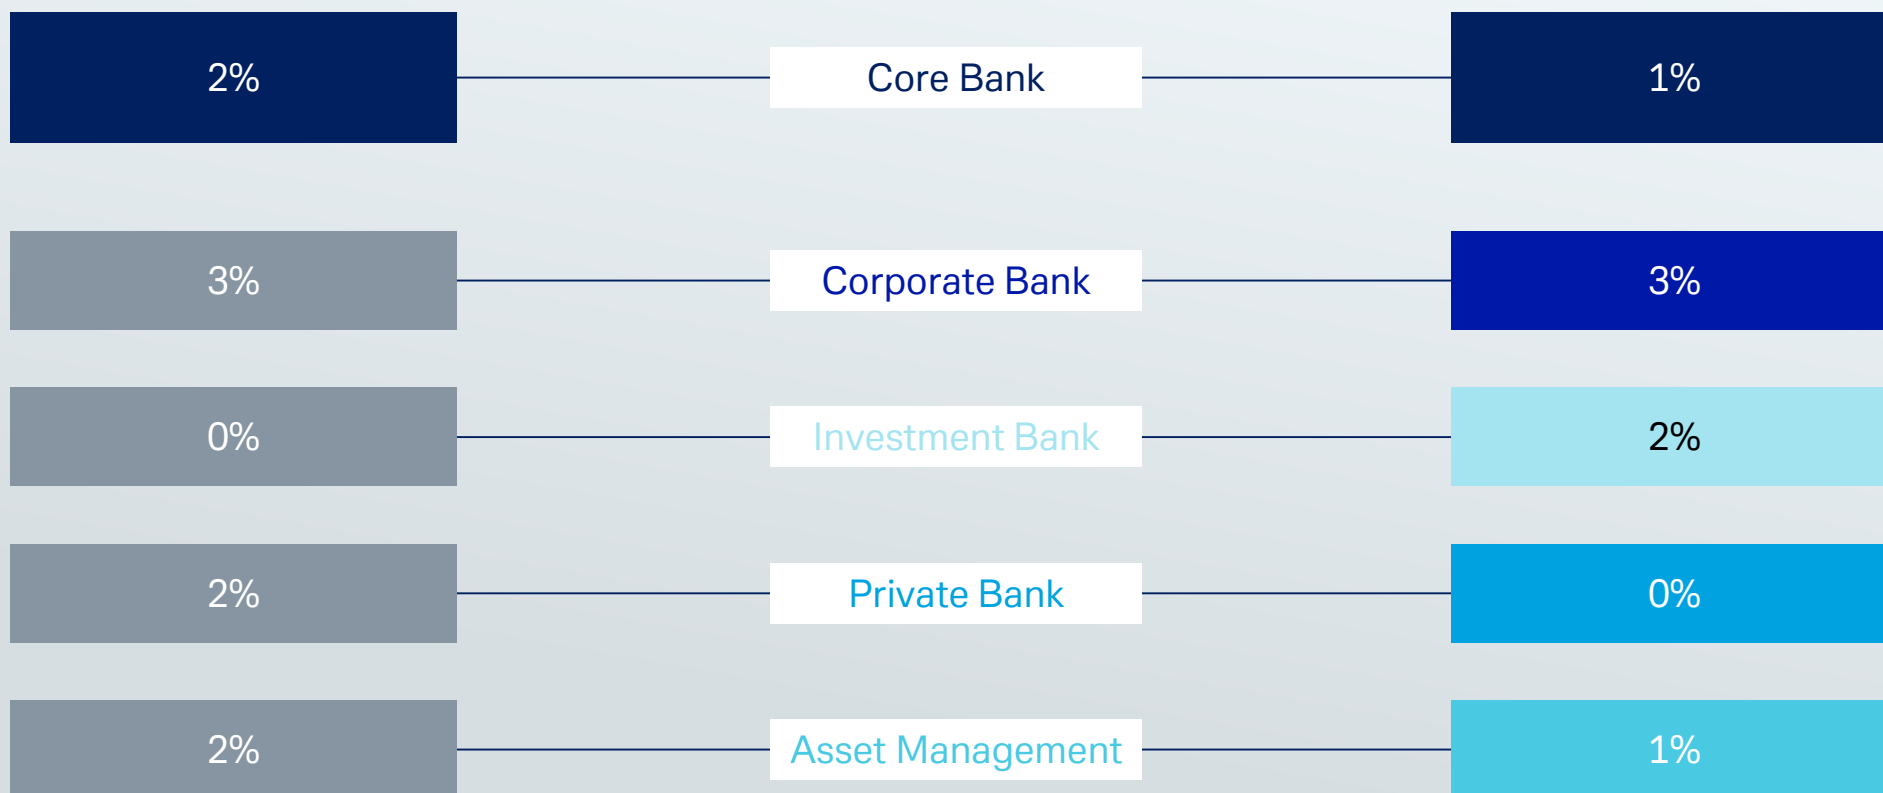 2% Core Bank 1%
3% Corporate Bank 3%
0% Investment Bank 2%
2% Private Bank 0%
2% Asset Management 1%